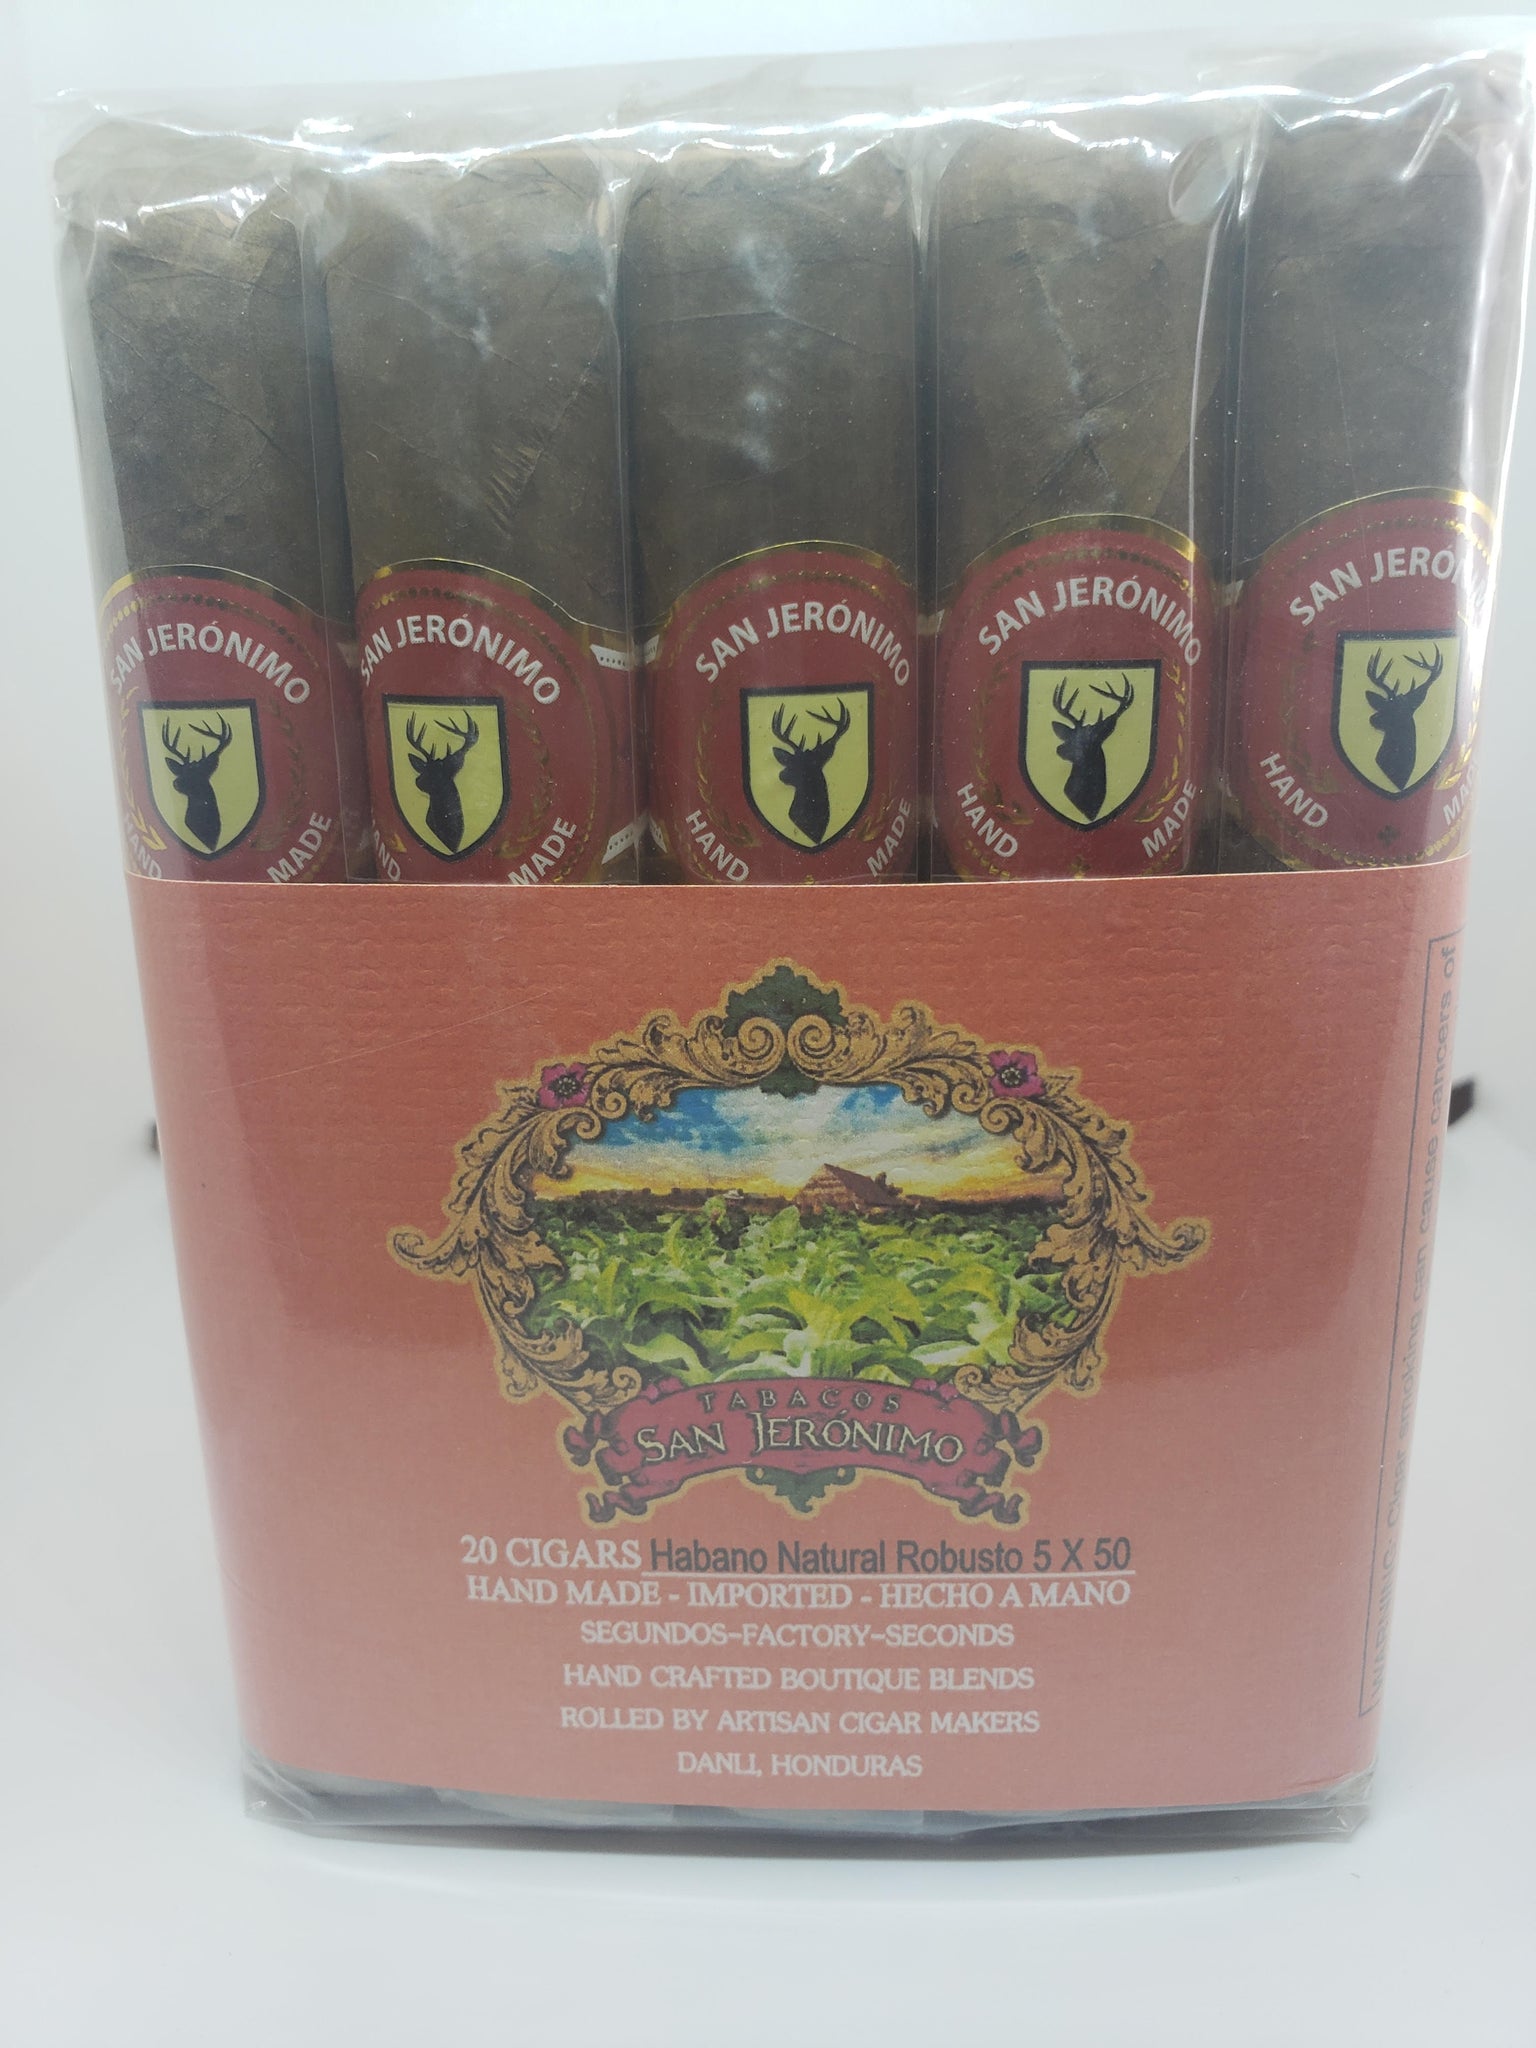 SAN JERÓNIMO
HAND MADE
SAN JERÓNIMO
MADE
SAN JERÓNIMO
HAND MADE
SAN JERÓNIMO
HAND MADE
SAN JERÓNIMO
HAND
TABACOS
SAN JERÓNIMO
20 CIGARS Habano Natural Robusto 5 X 50
HAND MADE - IMPORTED - HECHO A MANO
SEGUNDOS-FACTORY-SECONDS
HAND CRAFTED BOUTIQUE BLENDS
ROLLED BY ARTISAN CIGAR MAKERS
DANLI, HONDURAS
WARNING: Cigar smoking can cause cancers of